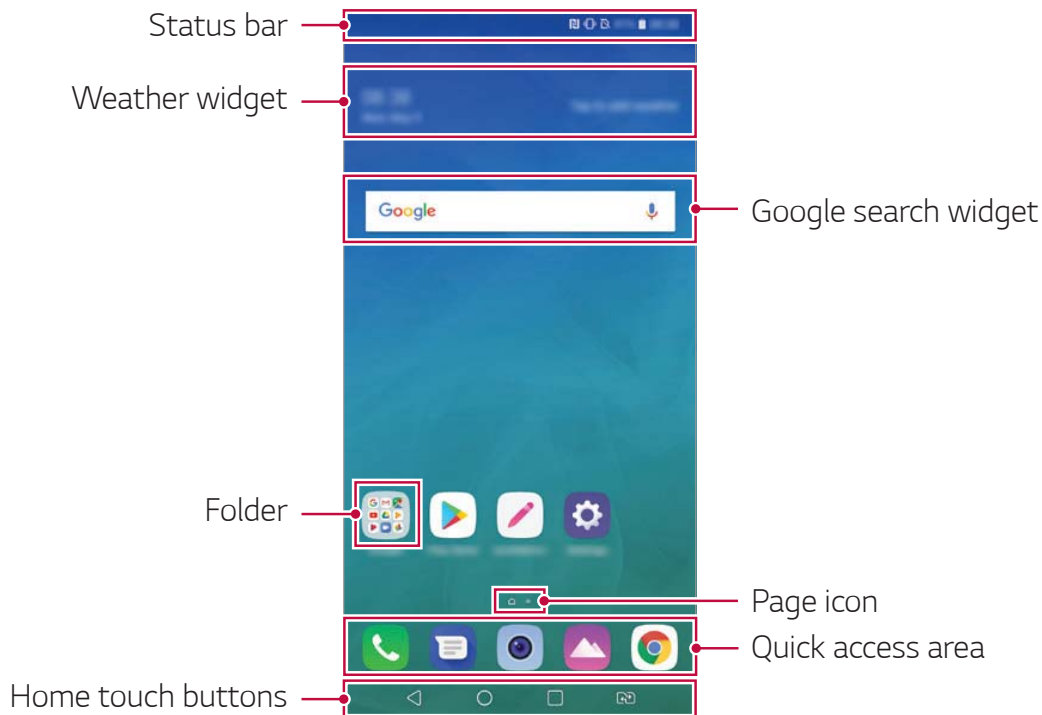 Status bar
Weather widget
Google
Google search widget
Folder
Page icon
Quick access area
Home touch buttons